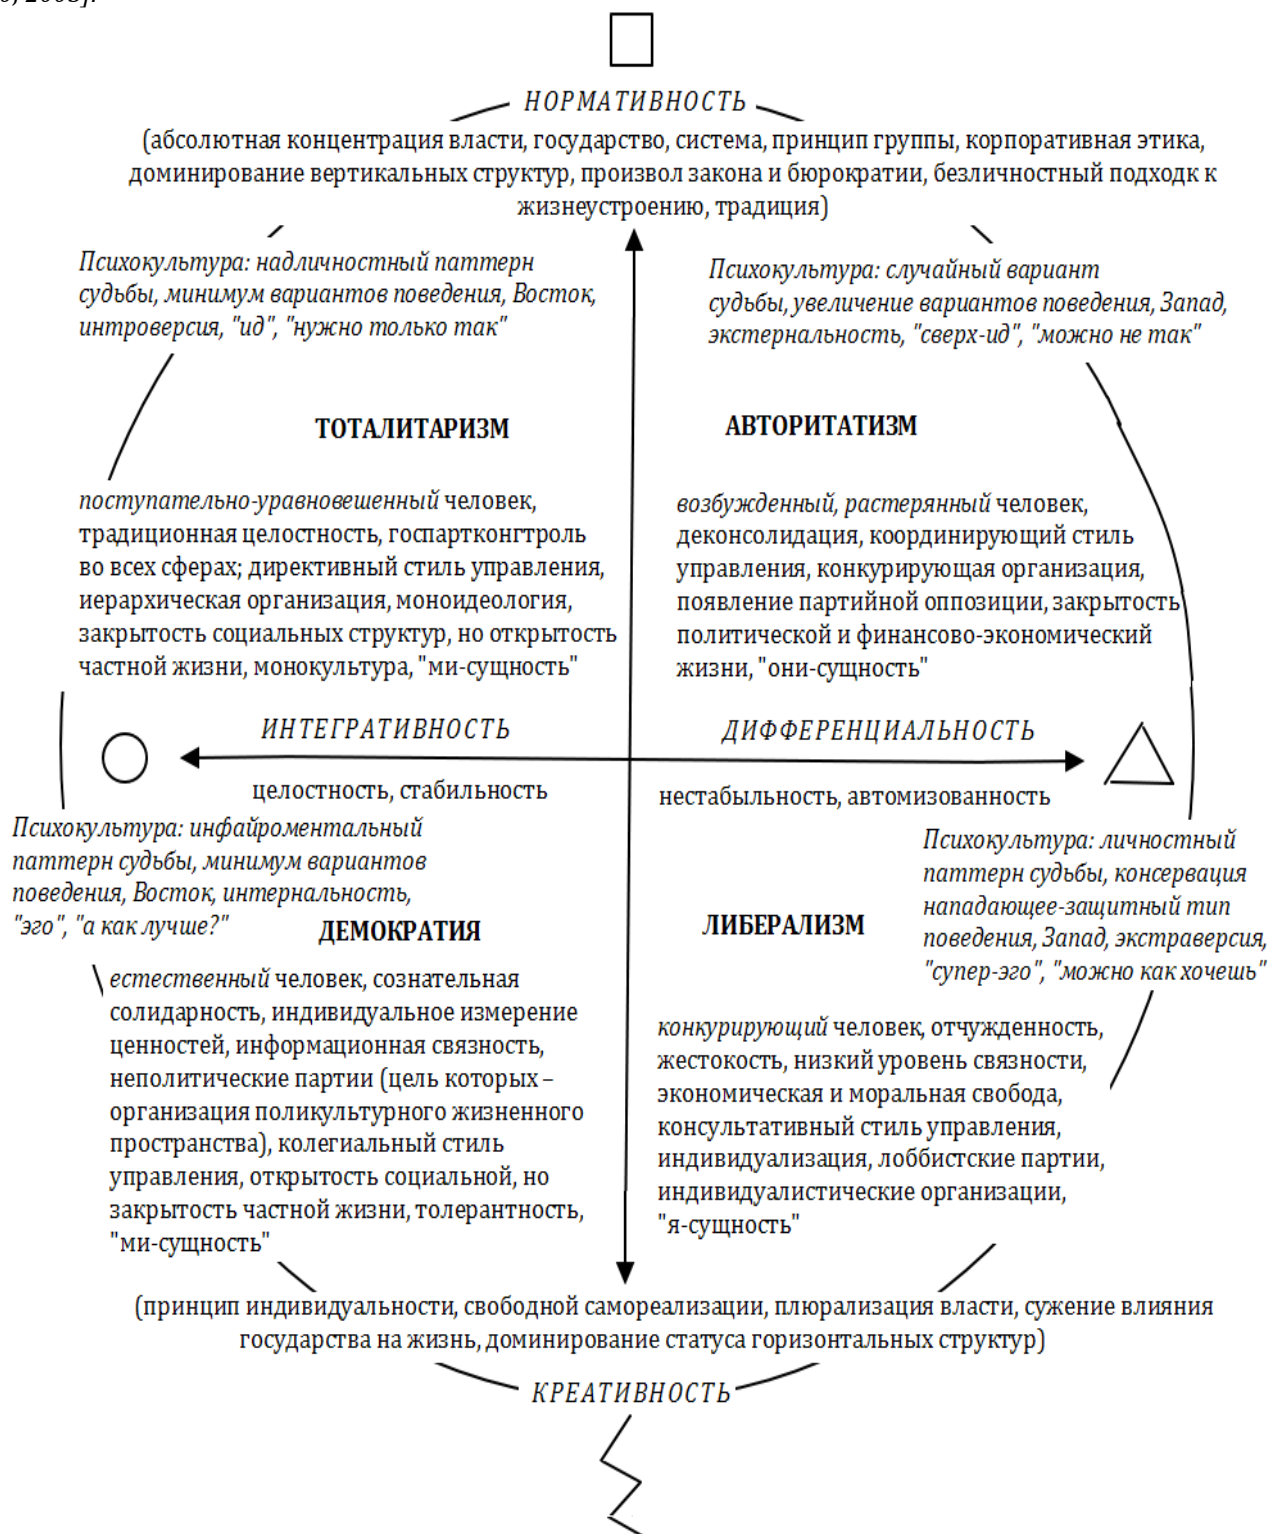 НОРМАТИВНОСТЬ
(абсолютная концентрация власти, государство, система, принцип группы, корпоративная этика,
доминирование вертикальных структур, произвол закона и бюрократии, безличностный подходк к
жизнеустроению, традиция)
Психокультура: надличностный паттерн
судьбы, минимум вариантов поведения, Восток,
интроверсия, "ид", "нужно только так"
Психокультура: случайный вариант
судьбы, увеличение вариантов поведения, Запад,
экстернальность, "сверх-ид", "можно не так"
ТОТАЛИТАРИЗМ
АВТОРИТАТИЗМ
поступательно-уравновешенный человек,
традиционная целостность, госпартконгтроль
во всех сферах; директивный стиль управления,
иерархическая организация, моноидеология,
закрытость социальных структур, но открытость
частной жизни, монокультура, "ми-сущность"
возбужденный, растерянный человек,
деконсолидация, координирующий стиль
управления, конкурирующая организация,
появление партийной оппозиции, закрытость
политической и финансово-экономический
жизни, "они-сущность"
ИНТЕГРАТИВНОСТЬ
ДИФФЕРЕНЦИАЛЬНОСТЬ
целостность, стабильность
нестабыльность, автомизованность
Психокультура: инфайроментальный
паттерн судьбы, минимум вариантов
поведения, Восток, интернальность,
"эго", "а как лучше?"
Психокультура: личностный
паттерн судьбы, консервация
нападающее-защитный тип
поведения, Запад, экстраверсия,
"супер-эго", "можно как хочешь"
ДЕМОКРАТИЯ
ЛИБЕРАЛИЗМ
естественный человек, сознательная
солидарность, индивидуальное измерение
ценностей, информационная связность,
неполитические партии (цель которых –
организация поликультурного жизненного
пространства), колегиальный стиль
управления, открытость социальной, но
закрытость частной жизни, толерантность,
"ми-сущность"
конкурирующий человек, отчужденность,
жестокость, низкий уровень связности,
экономическая и моральная свобода,
консультативный стиль управления,
индивидуализация, лоббистские партии,
индивидуалистические организации,
"я-сущность"
(принцип индивидуальности, свободной самореализации, плюрализация власти, сужение влияния
государства на жизнь, доминирование статуса горизонтальных структур)
КРЕАТИВНОСТЬ